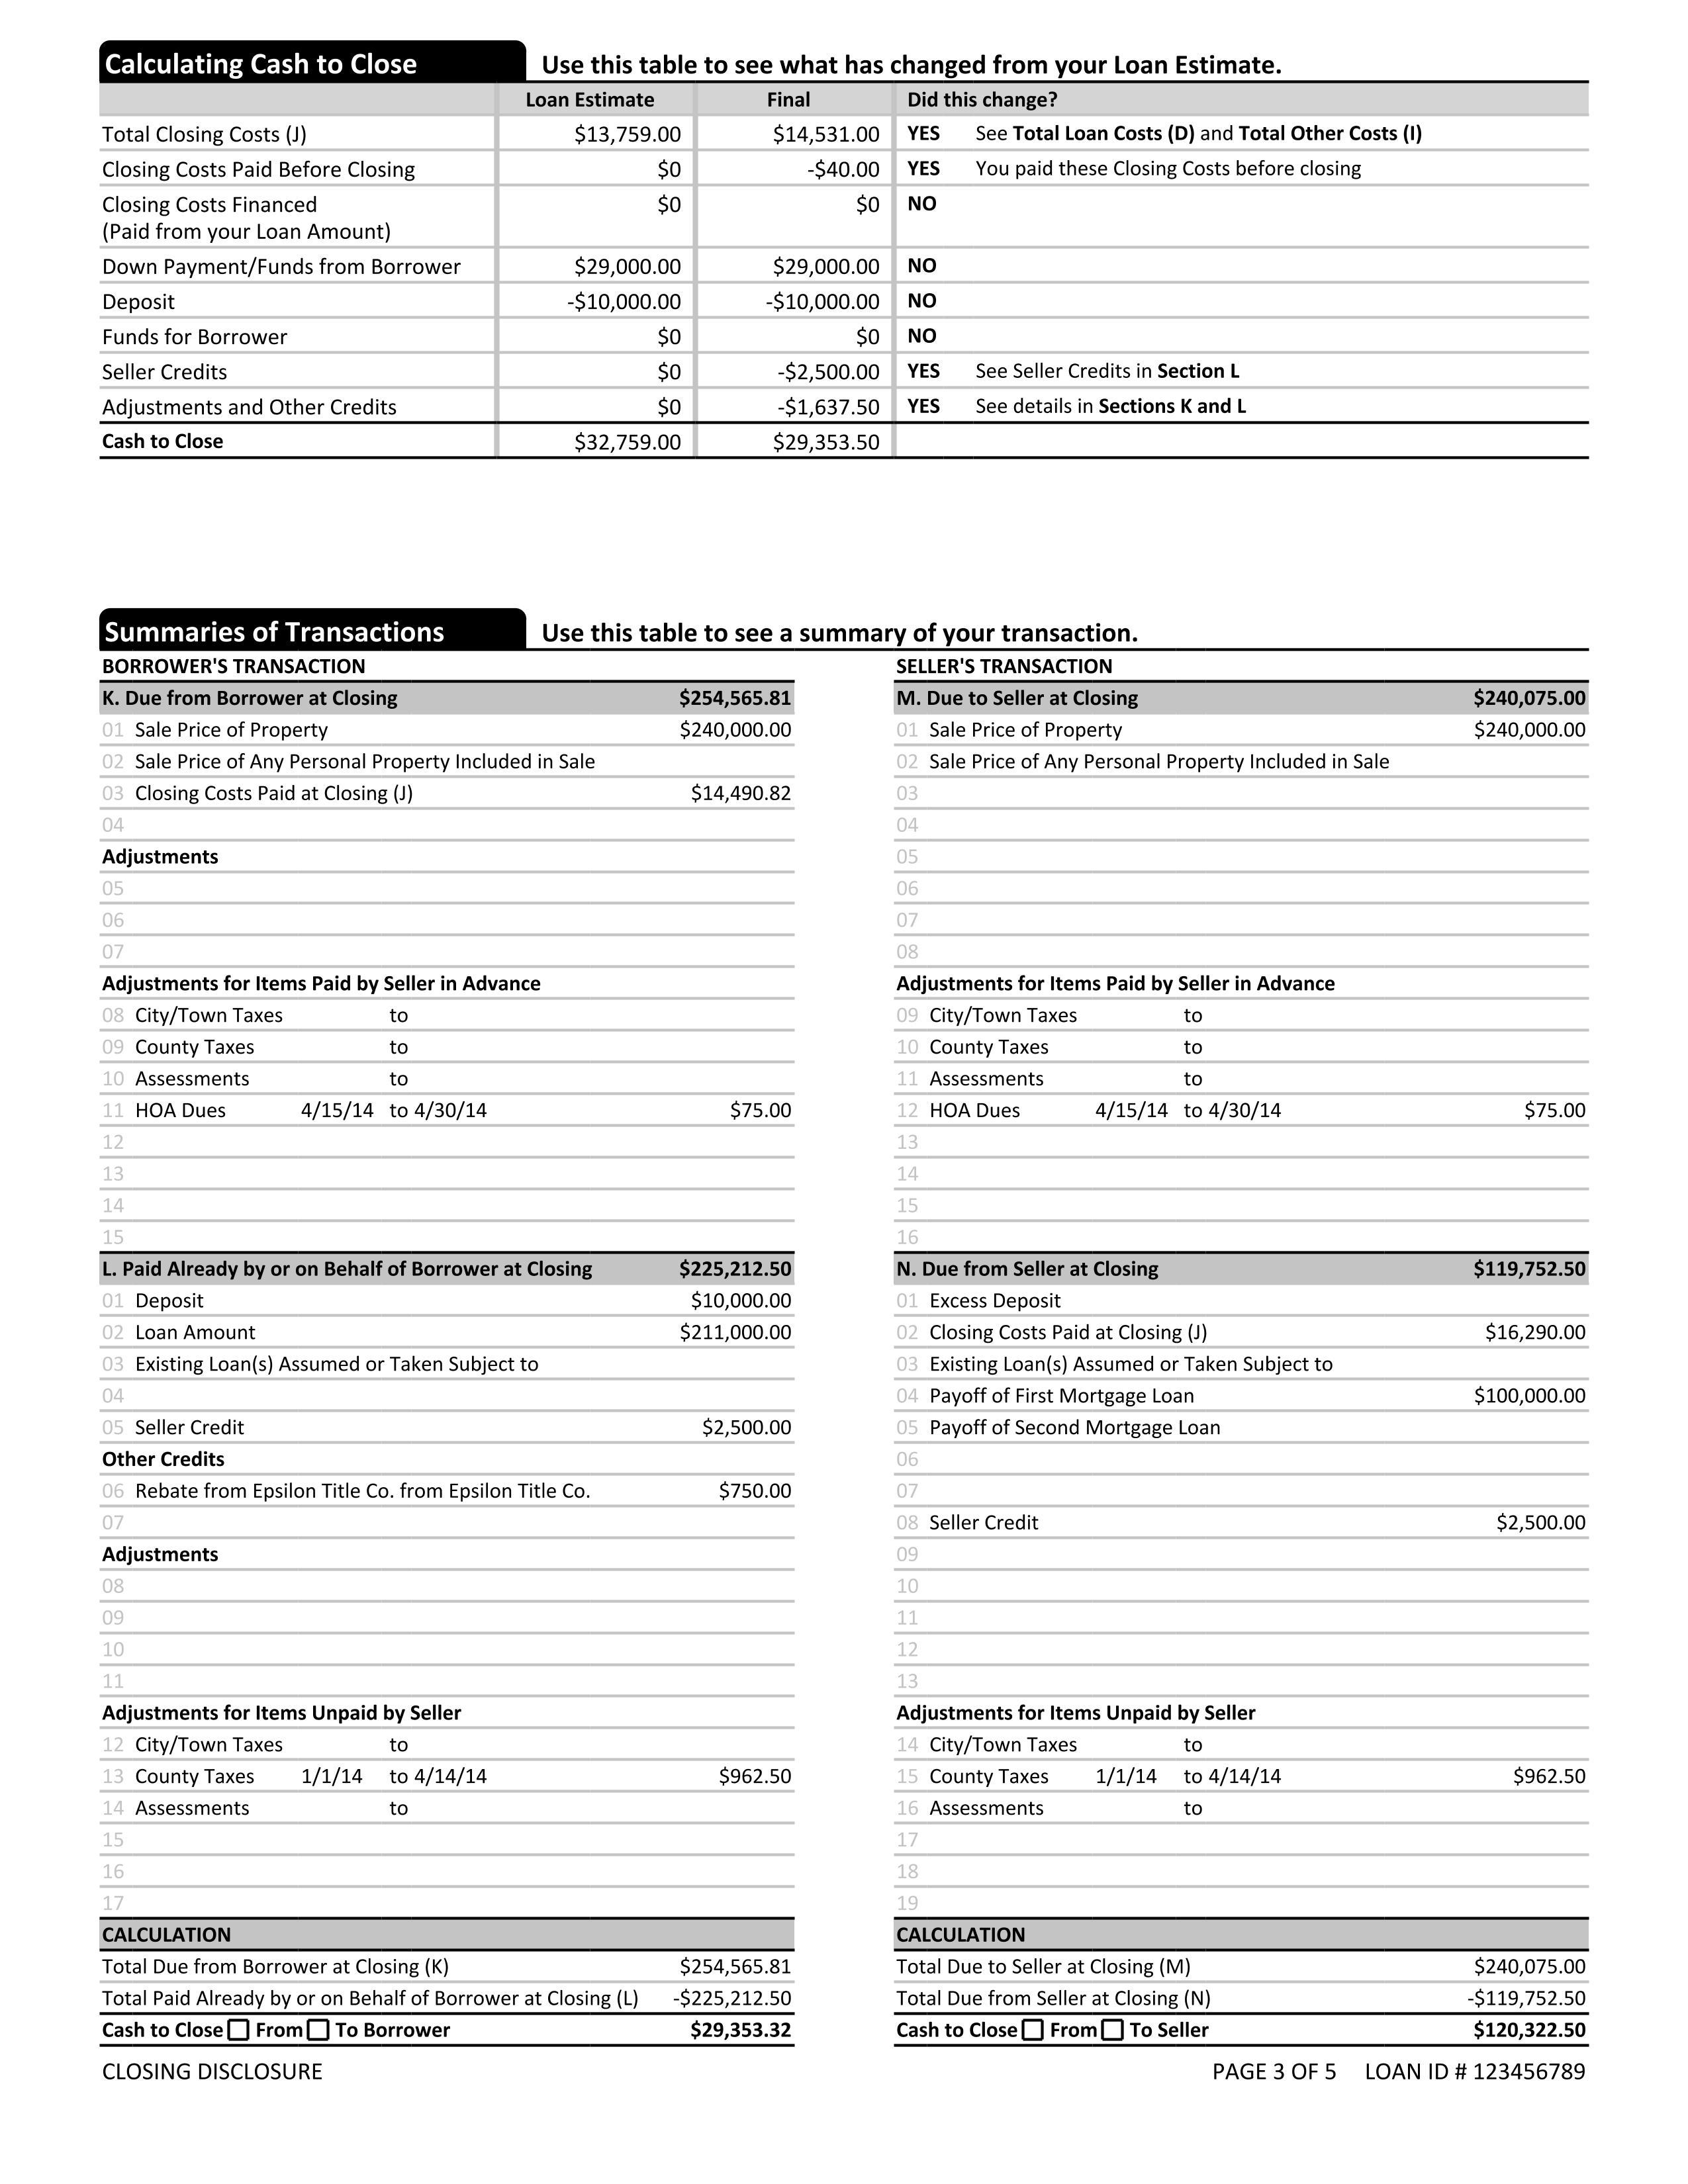 Calculating Cash to Close Use this table to see what has changed from your Loan Estimate.
Loan Estimate Final Did this change?
Total Closing Costs (J) $13,759.00 $14,531.00 YES See Total Loan Costs (D) and Total Other Costs (I)
Closing Costs Paid Before Closing $0 -$40.00 YES You paid these Closing Costs before closing
Closing Costs Financed $0 $0 NO
(Paid from your Loan Amount)
Down Payment/Funds from Borrower $29,000.00 $29,000.00 NO
Deposit -$10,000.00 -$10,000.00 NO
Funds for Borrower $0 $0 NO
Seller Credits $0 -$2,500.00 YES See Seller Credits in Section L
Adjustments and Other Credits $0 -$1,637.50 YES See details in Sections K and L
Cash to Close $32,759.00 $29,353.50
Summaries of Transactions Use this table to see a summary of your transaction.
BORROWER'S TRANSACTION
K. Due from Borrower at Closing $254,565.81
01 Sale Price of Property $240,000.00
02 Sale Price of Any Personal Property Included in Sale
03 Closing Costs Paid at Closing (J) $14,490.82
04
Adjustments
05
06
07
Adjustments for Items Paid by Seller in Advance
08 City/Town Taxes to
09 County Taxes to
10 Assessments to
11 HOA Dues 4/15/14 to 4/30/14 $75.00
12
13
14
15
L. Paid Already by or on Behalf of Borrower at Closing $225,212.50
01 Deposit $10,000.00
02 Loan Amount $211,000.00
03 Existing Loan(s) Assumed or Taken Subject to
04
05 Seller Credit $2,500.00
Other Credits
06 Rebate from Epsilon Title Co. from Epsilon Title Co. $750.00
07
Adjustments
08
09
10
11
Adjustments for Items Unpaid by Seller
12 City/Town Taxes to
13 County Taxes 1/1/14 to 4/14/14 $962.50
14 Assessments to
15
16
17
CALCULATION
Total Due from Borrower at Closing (K) $254,565.81
Total Paid Already by or on Behalf of Borrower at Closing (L) -$225,212.50
Cash to Close From To Borrower $29,353.32
SELLER'S TRANSACTION
M. Due to Seller at Closing $240,075.00
01 Sale Price of Property $240,000.00
02 Sale Price of Any Personal Property Included in Sale
03
04
05
06
07
08
Adjustments for Items Paid by Seller in Advance
09 City/Town Taxes to
10 County Taxes to
11 Assessments to
12 HOA Dues 4/15/14 to 4/30/14 $75.00
13
14
15
16
N. Due from Seller at Closing $119,752.50
01 Excess Deposit
02 Closing Costs Paid at Closing (J) $16,290.00
03 Existing Loan(s) Assumed or Taken Subject to
04 Payoff of First Mortgage Loan $100,000.00
05 Payoff of Second Mortgage Loan
06
07
08 Seller Credit $2,500.00
09
10
11
12
13
Adjustments for Items Unpaid by Seller
14 City/Town Taxes to
15 County Taxes 1/1/14 to 4/14/14 $962.50
16 Assessments to
17
18
19
CALCULATION
Total Due to Seller at Closing (M) $240,075.00
Total Due from Seller at Closing (N) -$119,752.50
Cash to Close From To Seller $120,322.50
CLOSING DISCLOSURE PAGE 3 OF 5 LOAN ID # 123456789